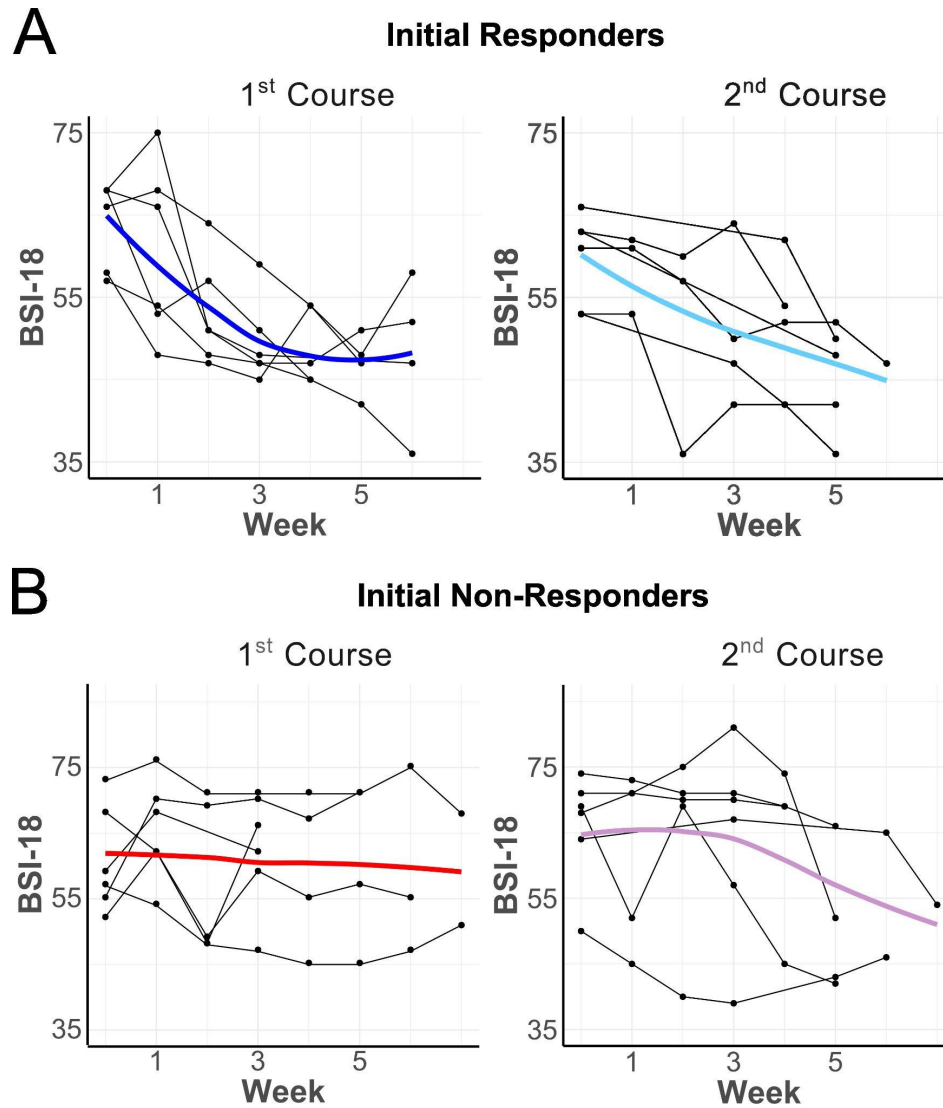 A
Initial Responders
1st Course
2nd Course
75
55
35
BSI-18
1 3 5
Week
75
55
35
BSI-18
1 3 5
Week
B
Initial Non-Responders
1st Course
2nd Course
75
55
35
BSI-18
1 3 5
Week
75
55
35
BSI-18
1 3 5
Week